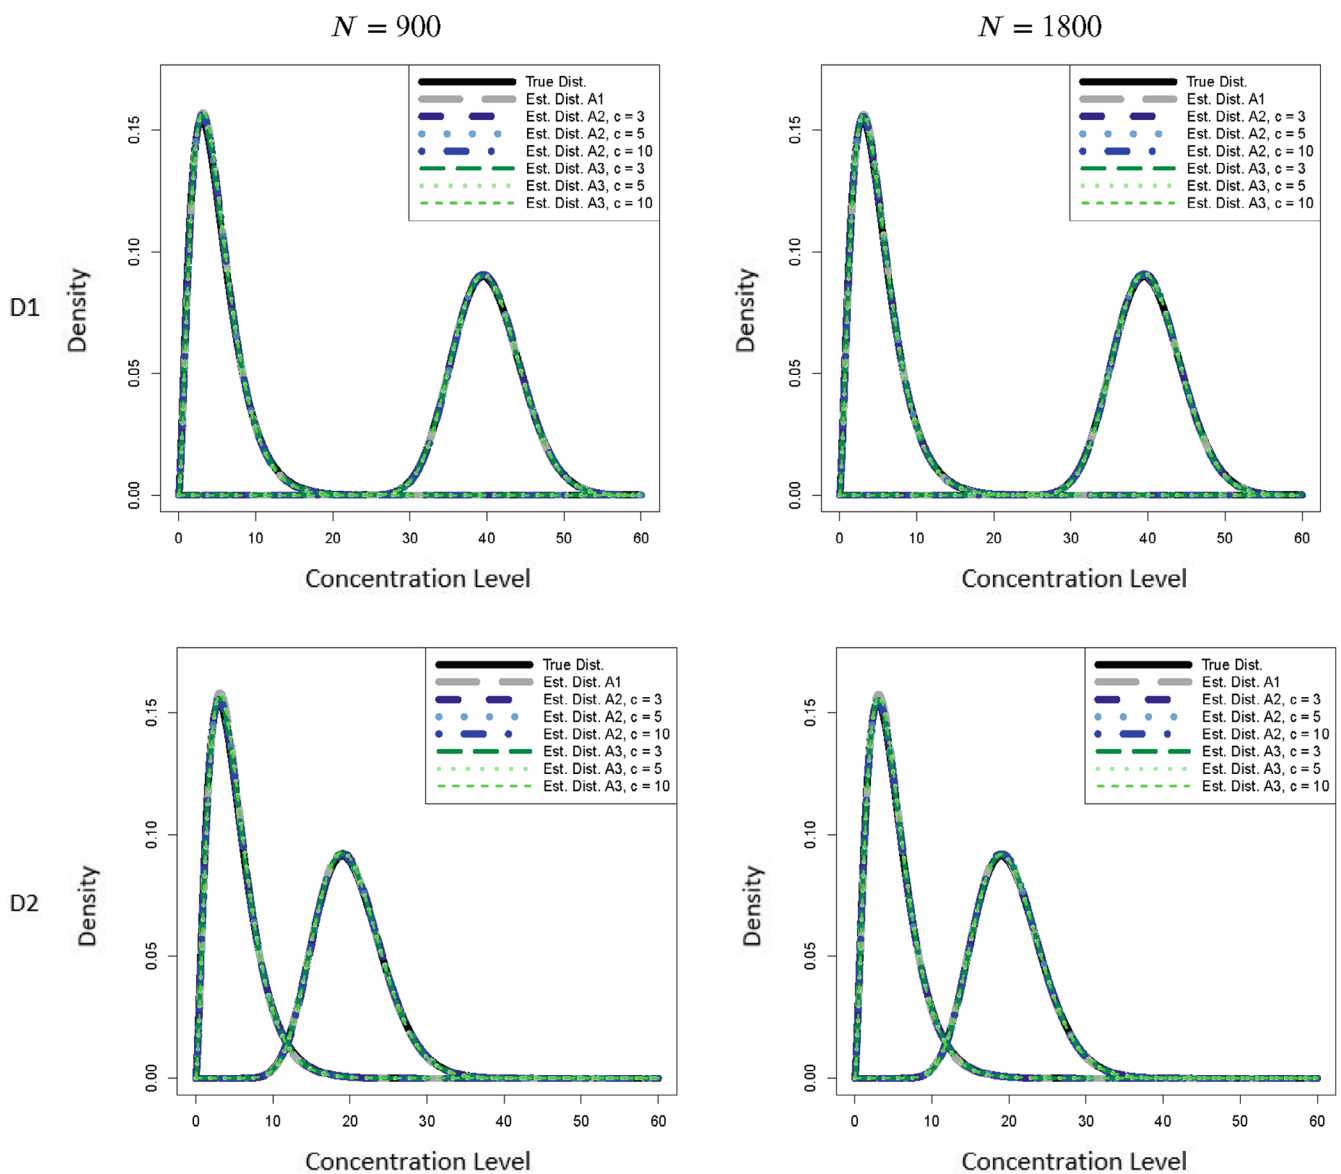 N = 900
N = 1800
True Dist.
Est. Dist. A1
Est. Dist. A2, c = 3
Est. Dist. A2, c = 5
Est. Dist. A2, c = 10
Est. Dist. A3, c = 3
Est. Dist. A3, c = 5
Est. Dist. A3, c = 10
D1
Density
0.15
0.10
0.05
0.00
0 10 20 30 40 50 60
Concentration Level
True Dist.
Est. Dist. A1
Est. Dist. A2, c = 3
Est. Dist. A2, c = 5
Est. Dist. A2, c = 10
Est. Dist. A3, c = 3
Est. Dist. A3, c = 5
Est. Dist. A3, c = 10
Density
0.15
0.10
0.05
0.00
0 10 20 30 40 50 60
Concentration Level
True Dist.
Est. Dist. A1
Est. Dist. A2, c = 3
Est. Dist. A2, c = 5
Est. Dist. A2, c = 10
Est. Dist. A3, c = 3
Est. Dist. A3, c = 5
Est. Dist. A3, c = 10
D2
Density
0.15
0.10
0.05
0.00
0 10 20 30 40 50 60
Concentration Level
True Dist.
Est. Dist. A1
Est. Dist. A2, c = 3
Est. Dist. A2, c = 5
Est. Dist. A2, c = 10
Est. Dist. A3, c = 3
Est. Dist. A3, c = 5
Est. Dist. A3, c = 10
Density
0.15
0.10
0.05
0.00
0 10 20 30 40 50 60
Concentration Level